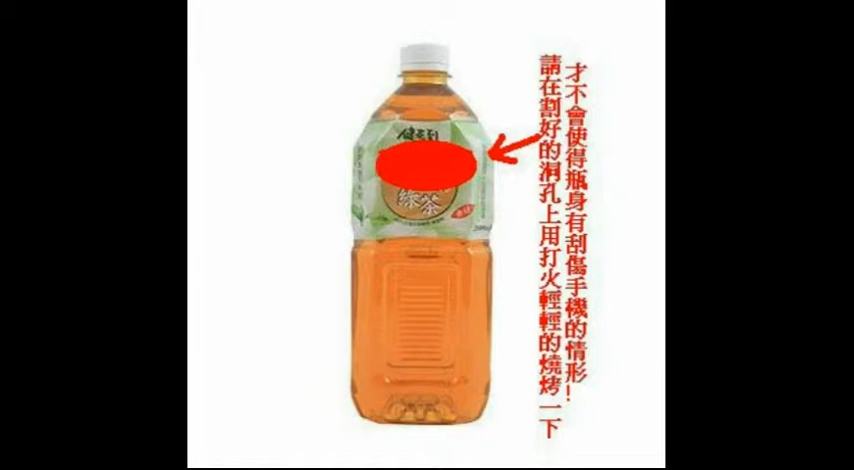 請在割好的洞孔上用打火輕輕的燒烤一下
才不會使得瓶身有刮傷手機的情形!
綠茶